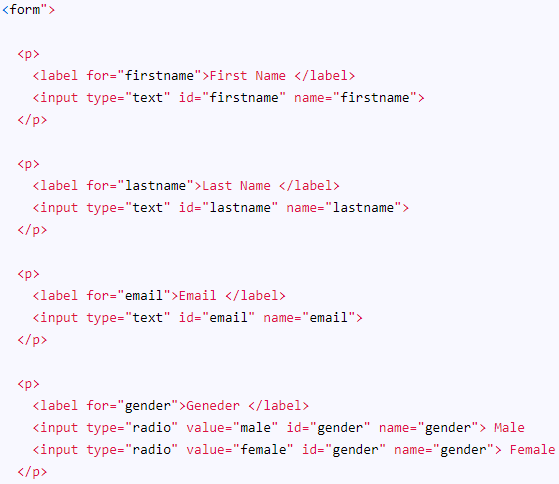 <form">
<p>
<label for="firstname">First Name </label>
<input type="text" id="firstname" name="firstname">
</p>
<p>
<label for="lastname">Last Name </label>
<input type="text" id="lastname" name="lastname">
</p>
<p>
<label for="email">Email </label>
<input type="text" id="email" name="email">
</p>
<p>
<label for="gender">Geneder </label>
<input type="radio" value="male" id="gender" name="gender"> Male
<input type="radio" value="female" id="gender" name="gender"> Female
</p>